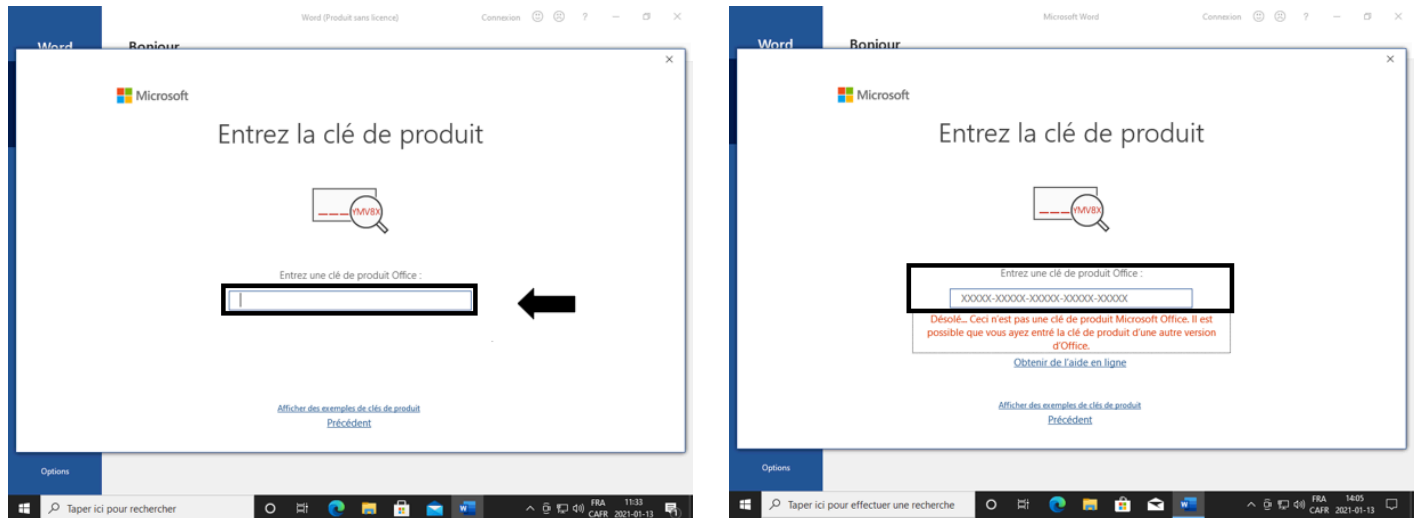 Word (Produit sans licence)
Connexion
?
Word
Bonjour
Microsoft
Entrez la clé de produit
YMV8X
Entrez une clé de produit Office :
Afficher des exemples de clés de produit
Précédent
Options
Taper ici pour rechercher
FRA
CAFR
11:33
2021-01-13
Microsoft Word
Connexion
?
Word
Bonjour
Microsoft
Entrez la clé de produit
YMV8X
Entrez une clé de produit Office :
XXXXX-XXXXX-XXXXX-XXXXX-XXXXX
Désolé... Ceci n'est pas une clé de produit Microsoft Office. Il est
possible que vous ayez entré la clé de produit d'une autre version
d'Office.
Obtenir de l'aide en ligne
Afficher des exemples de clés de produit
Précédent
Options
Taper ici pour effectuer une recherche
FRA
CAFR
14:05
2021-01-13